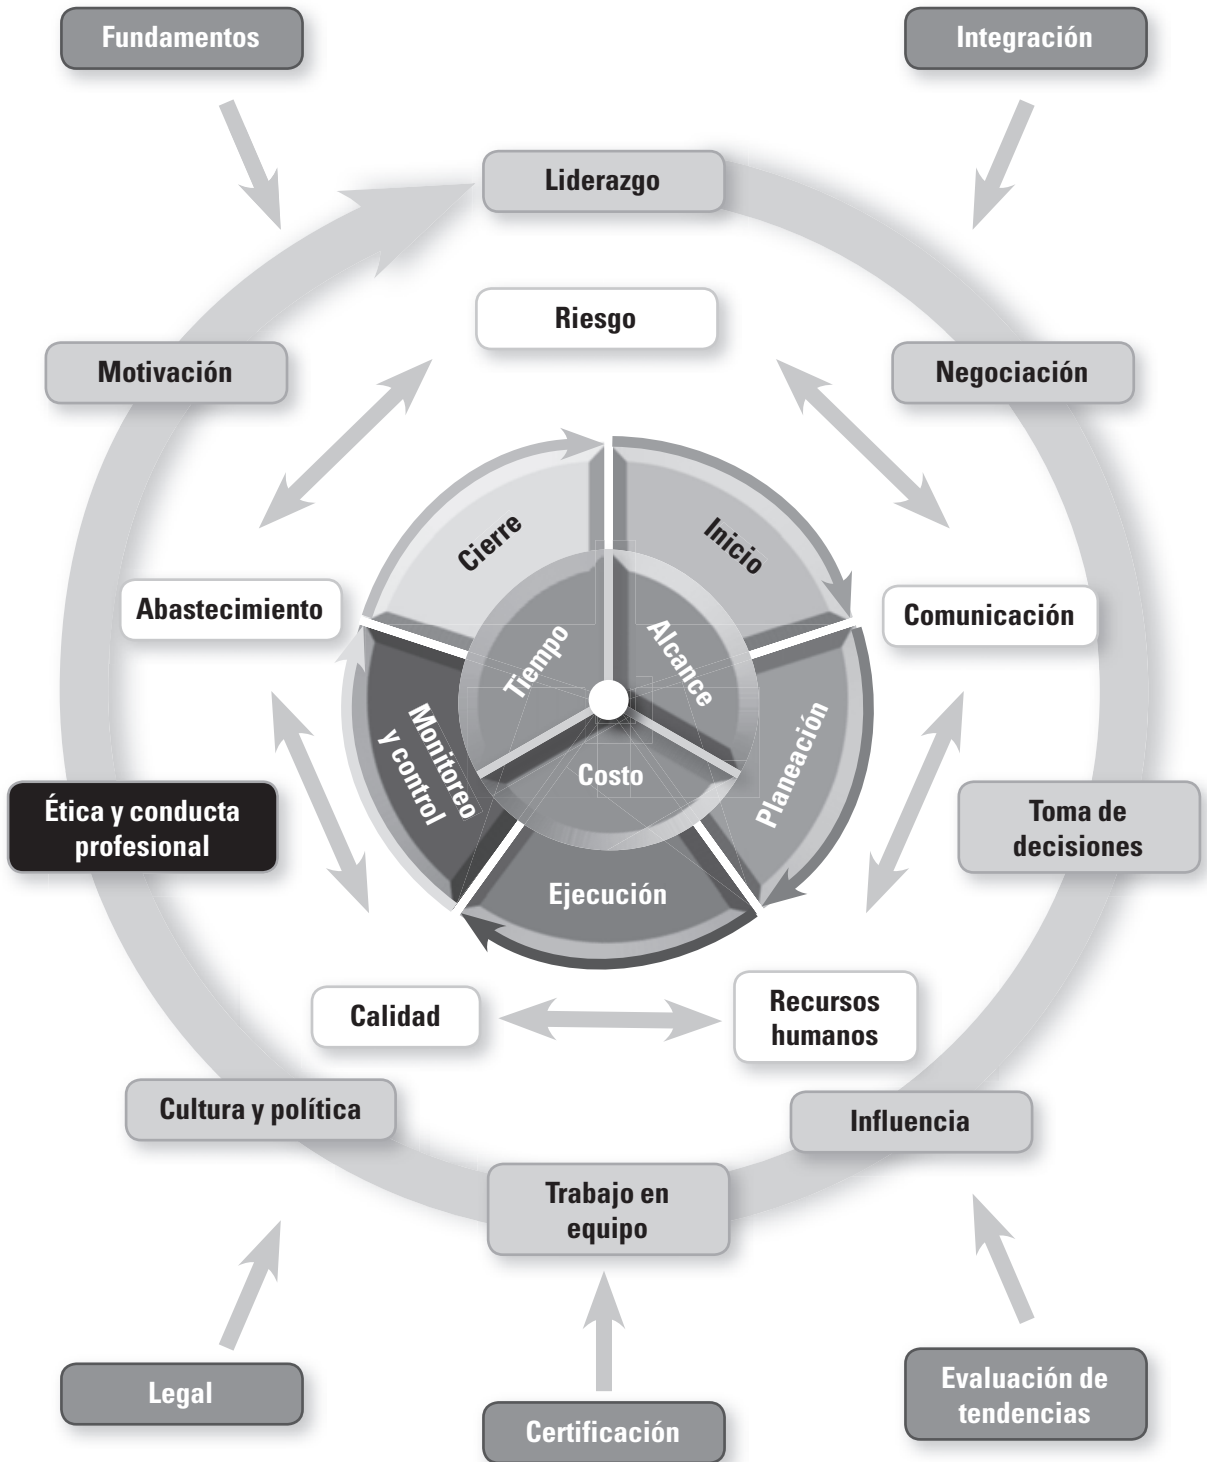 Fundamentos
Integración
Liderazgo
Riesgo
Motivación
Negociación
Cierre
Inicio
Abastecimiento
Comunicación
Tiempo
Alcance
Monitoreo
y control
Costo
Planeación
Ética y conducta
profesional
Toma de
decisiones
Ejecución
Calidad
Recursos
humanos
Cultura y política
Influencia
Trabajo en
equipo
Legal
Certificación
Evaluación de
tendencias